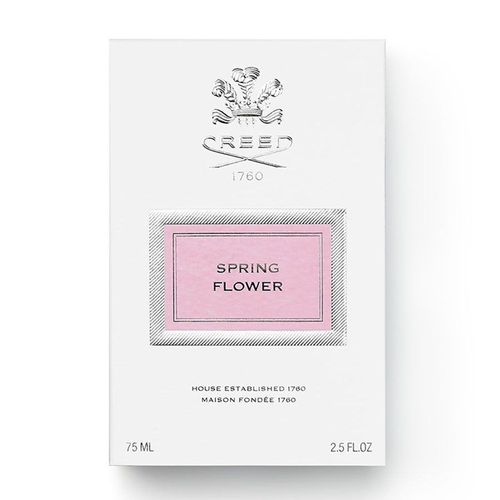 CREED
1760
SPRING
FLOWER
HOUSE ESTABLISHED 1760
MAISON FONDÉE 1760
75 ML 2.5 FL.OZ